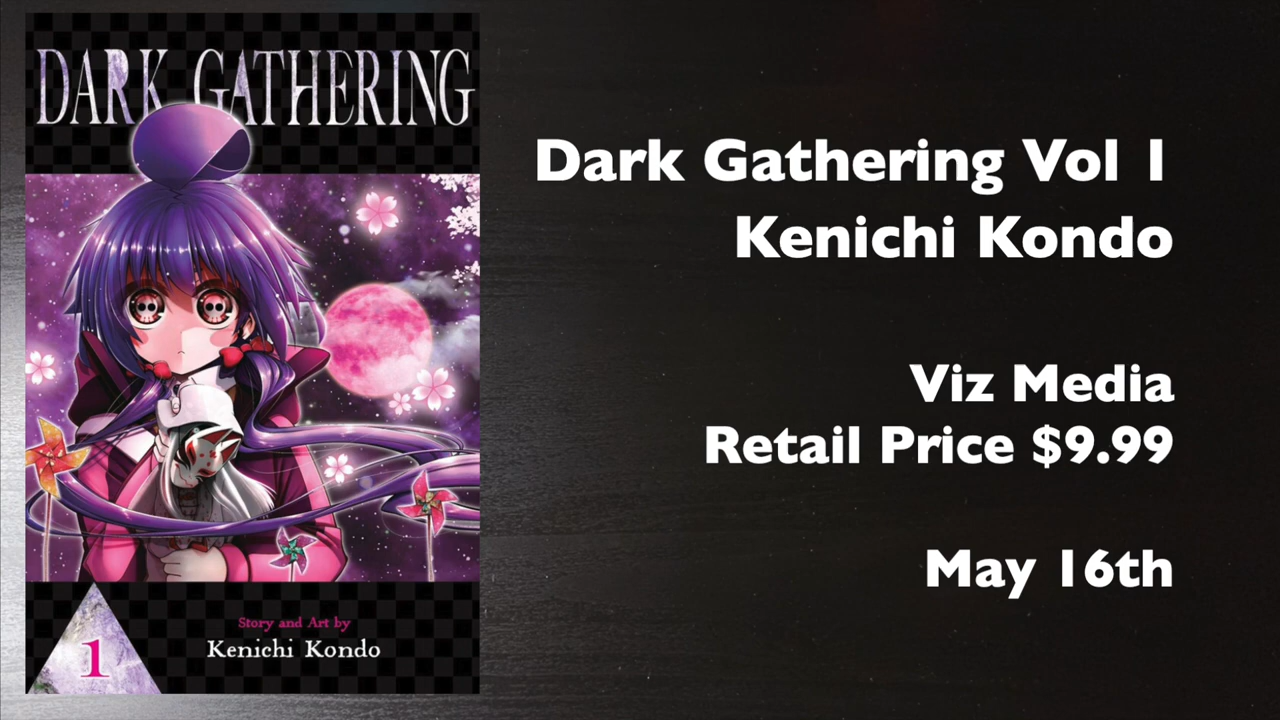 DARK GATHERING
1
Story and Art by
Kenichi Kondo
Dark Gathering Vol 1
Kenichi Kondo
Viz Media
Retail Price $9.99
May 16th